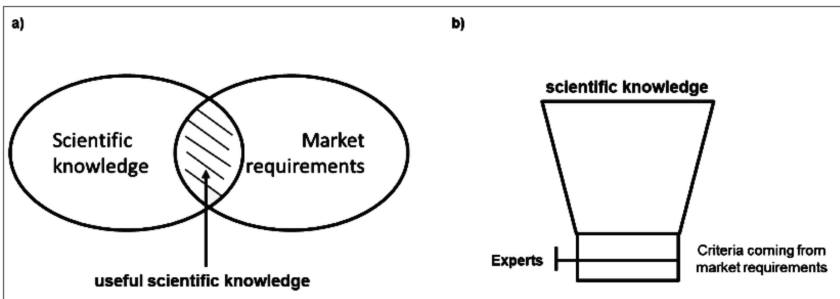 a)
Scientific
knowledge
Market
requirements
useful scientific knowledge
b)
scientific knowledge
Experts
Criteria coming from
market requirements